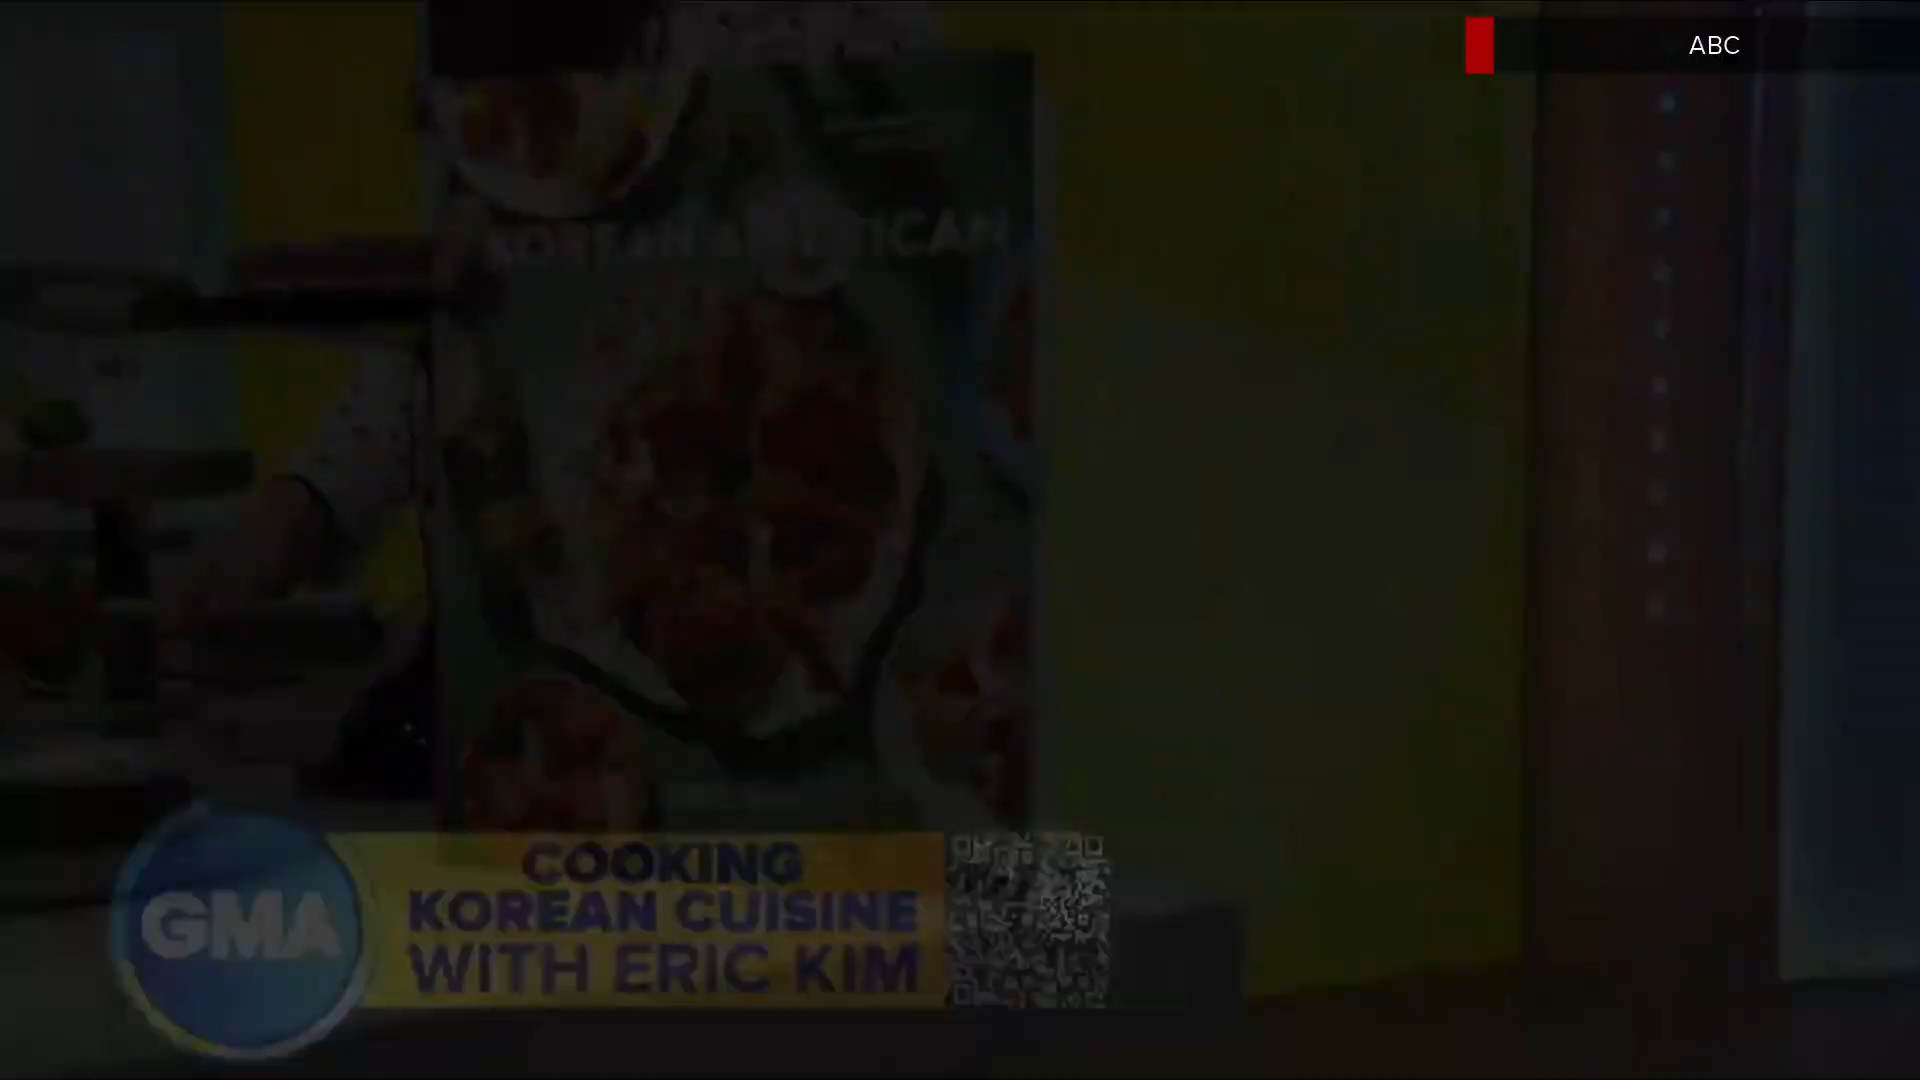 ABC
KOREAN AMERICAN
GMA
COOKING
KOREAN CUISINE
WITH ERIC KIM